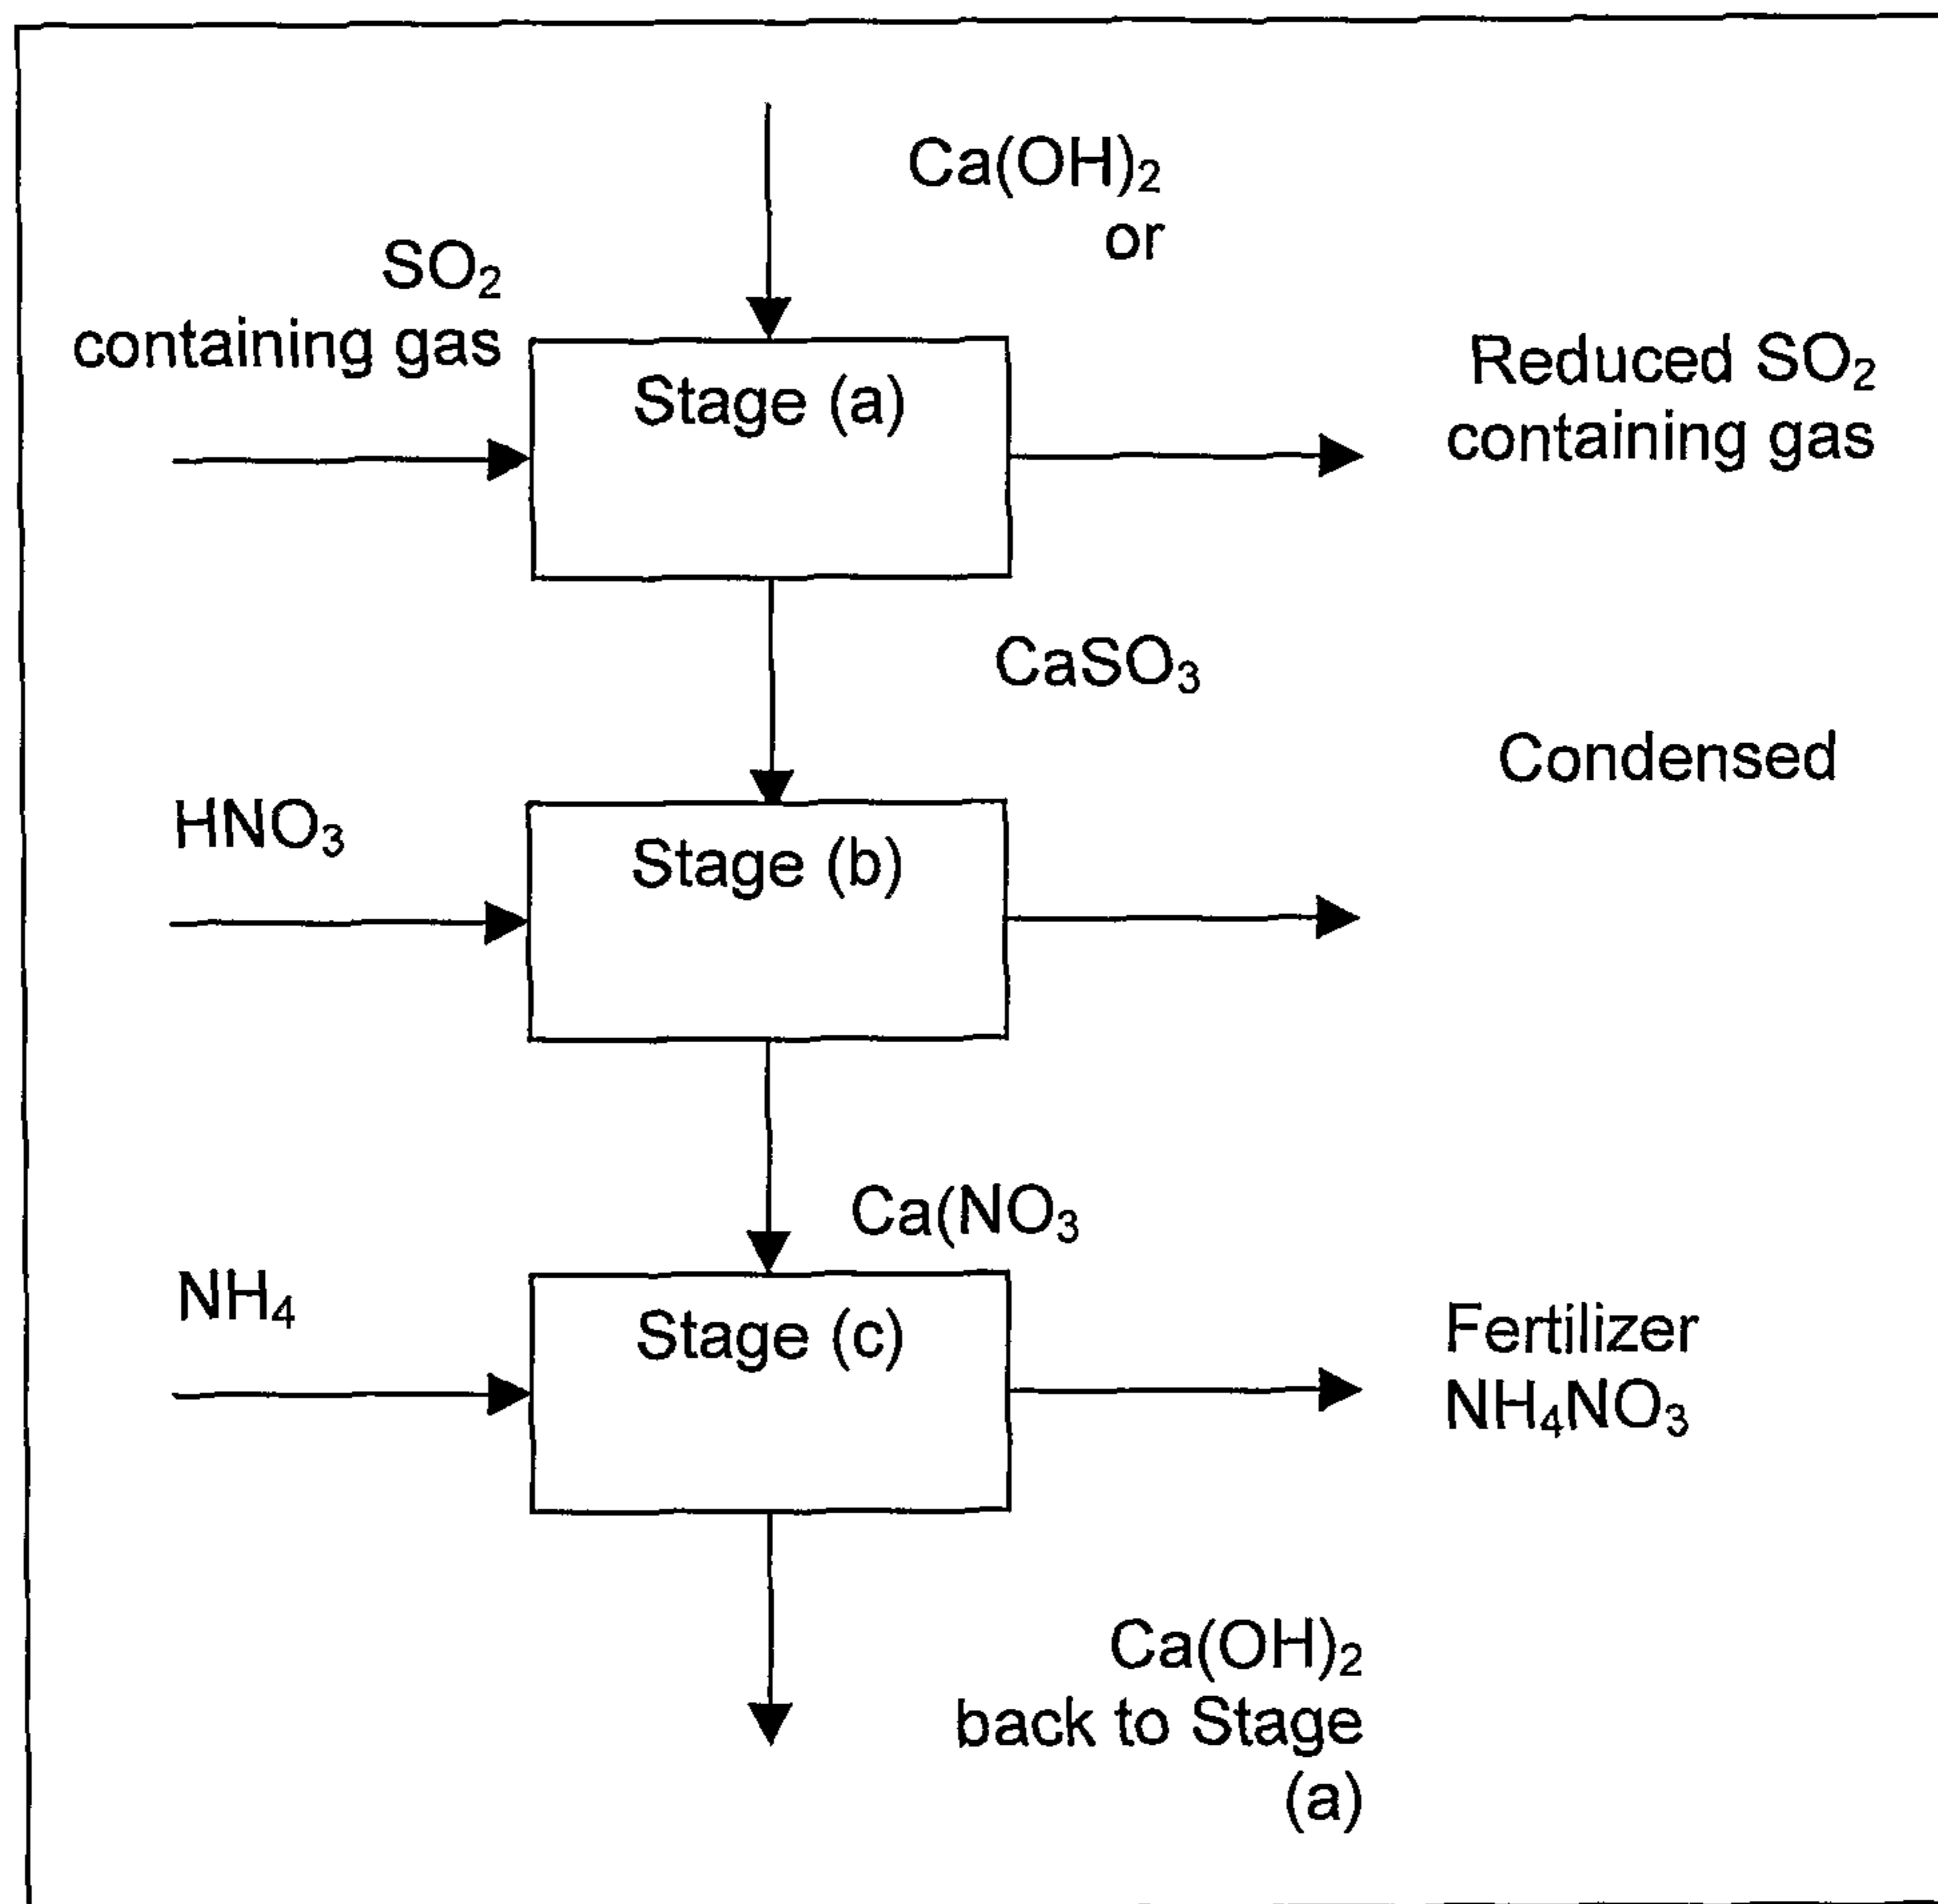 Ca(OH)₂
or
SO₂
containing gas
Stage (a)
Reduced SO₂
containing gas
CaSO₃
Condensed
HNO₃
Stage (b)
Ca(NO₃
NH₄
Stage (c)
Fertilizer
NH₄NO₃
Ca(OH)₂
back to Stage
(a)